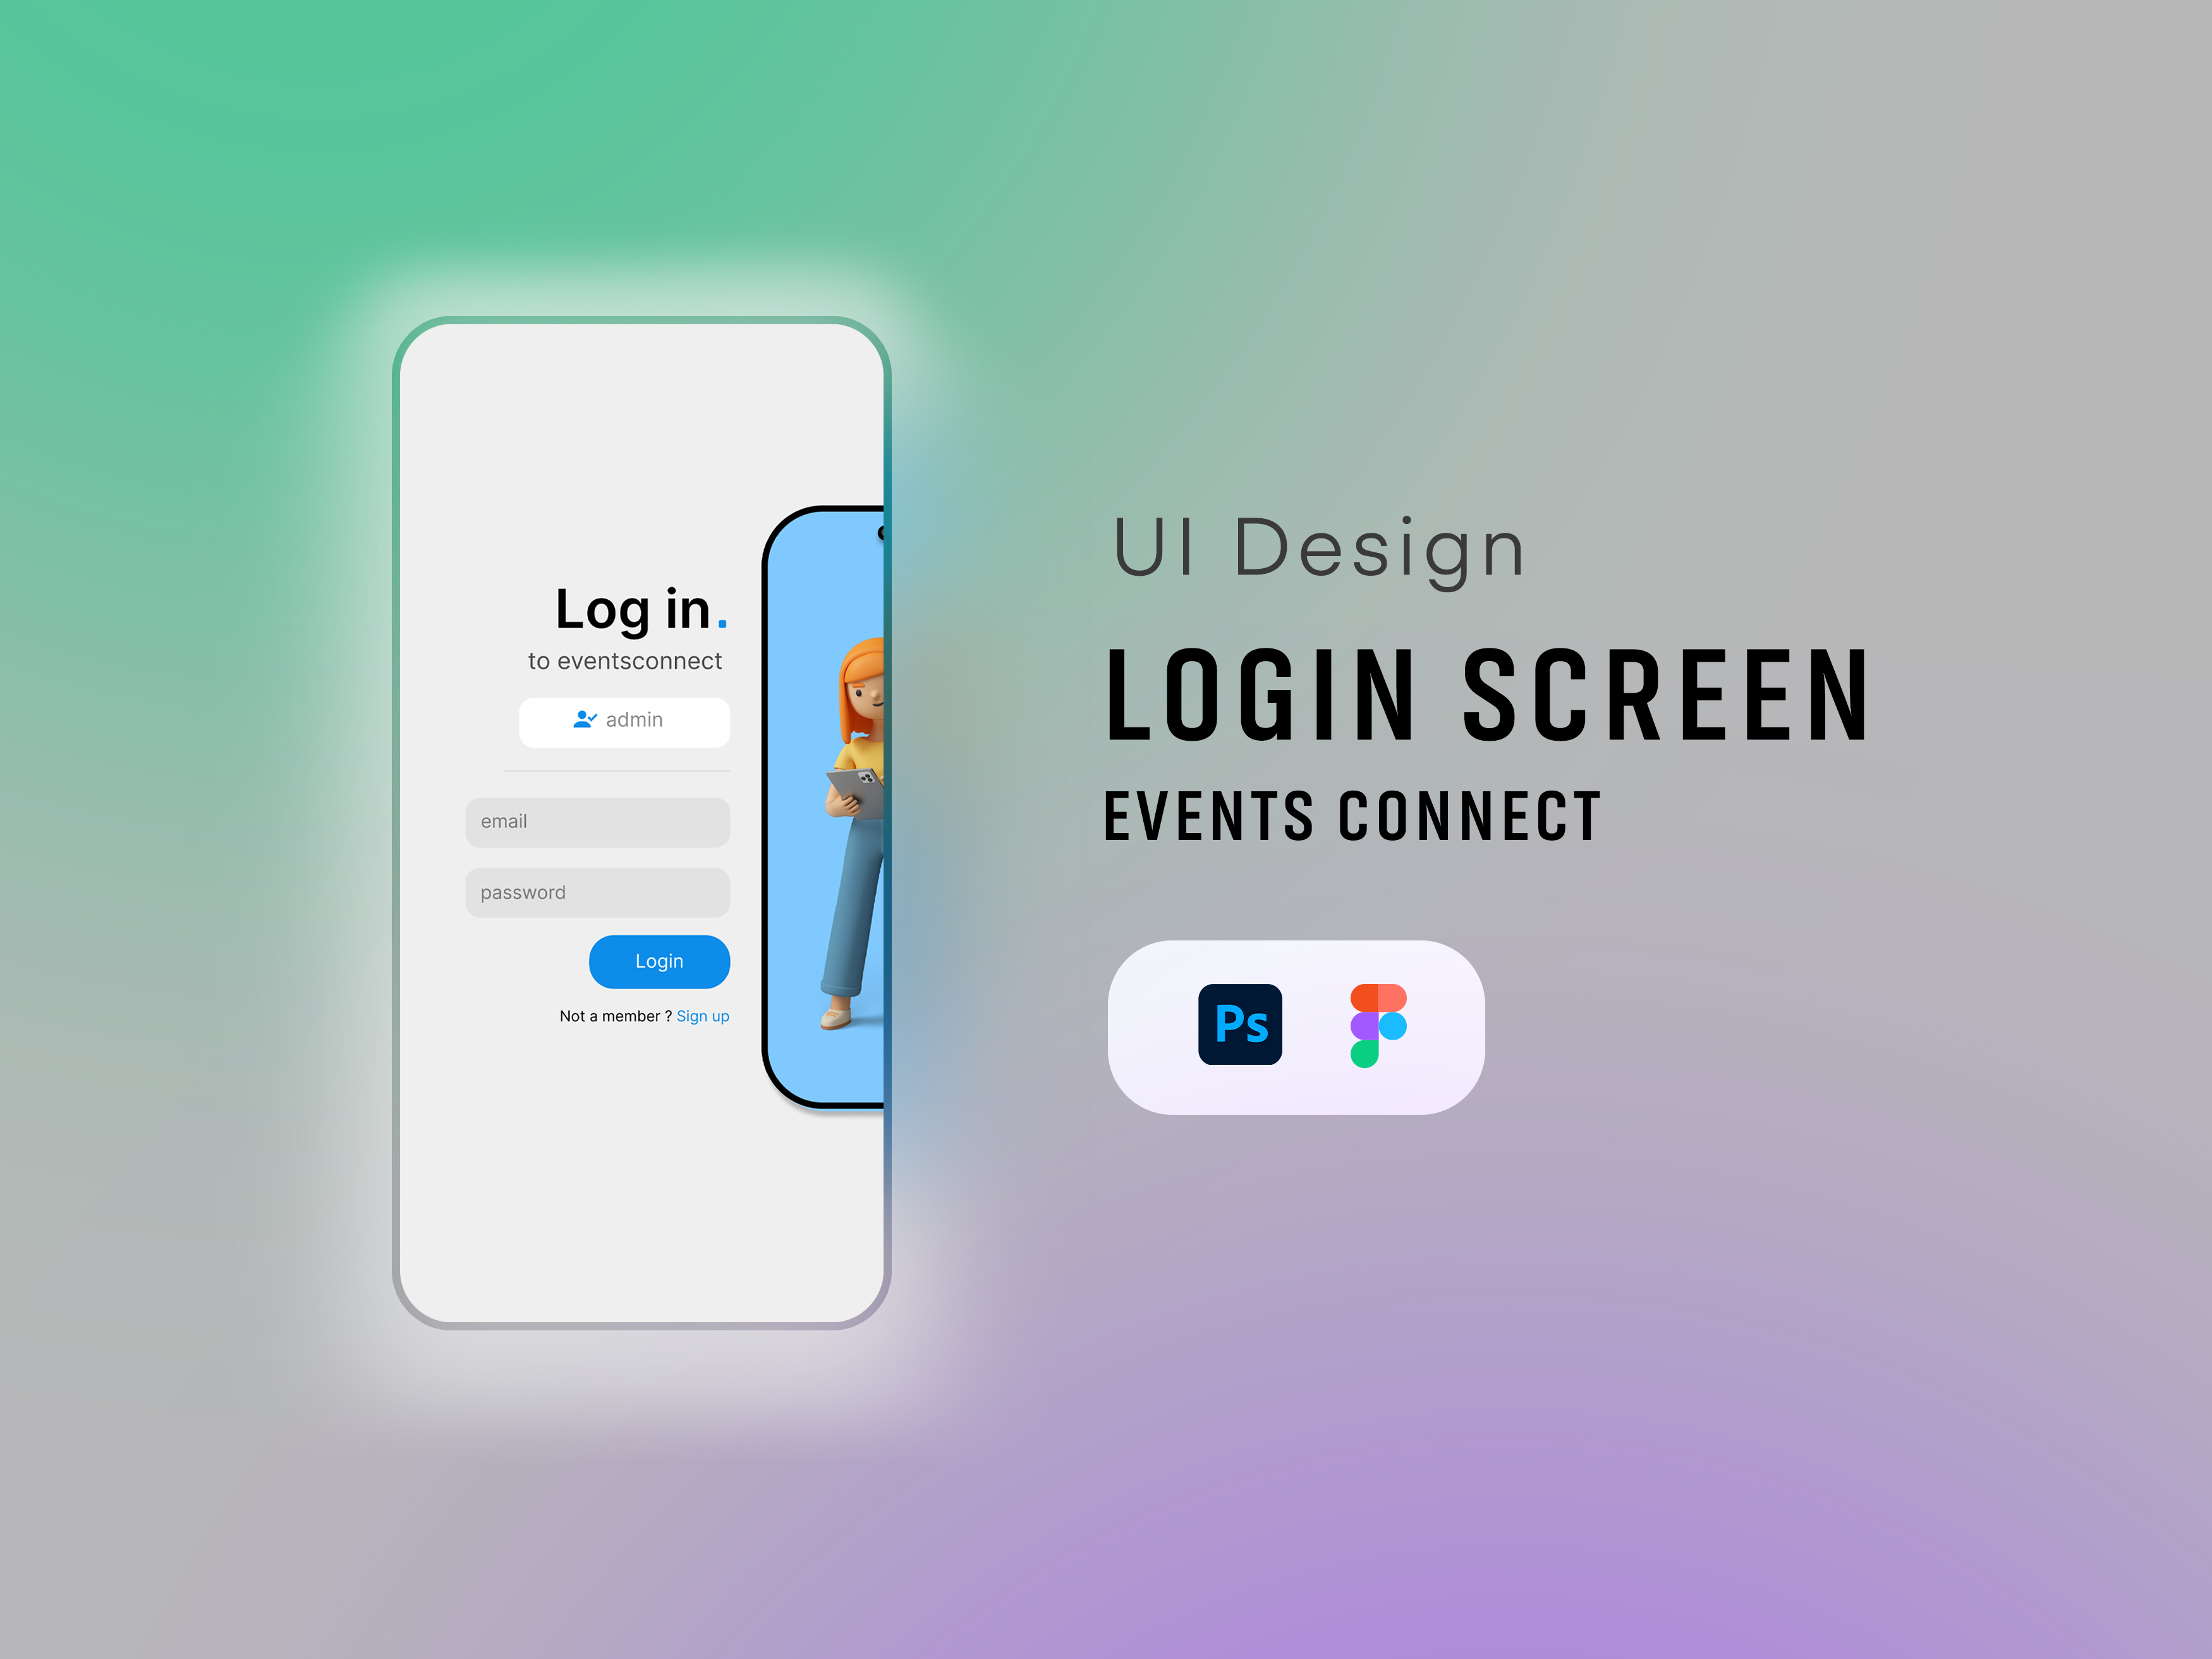 Log in.
to eventsconnect
admin
email
password
Login
Not a member ? Sign up
UI Design
LOGIN SCREEN
EVENTS CONNECT
Ps